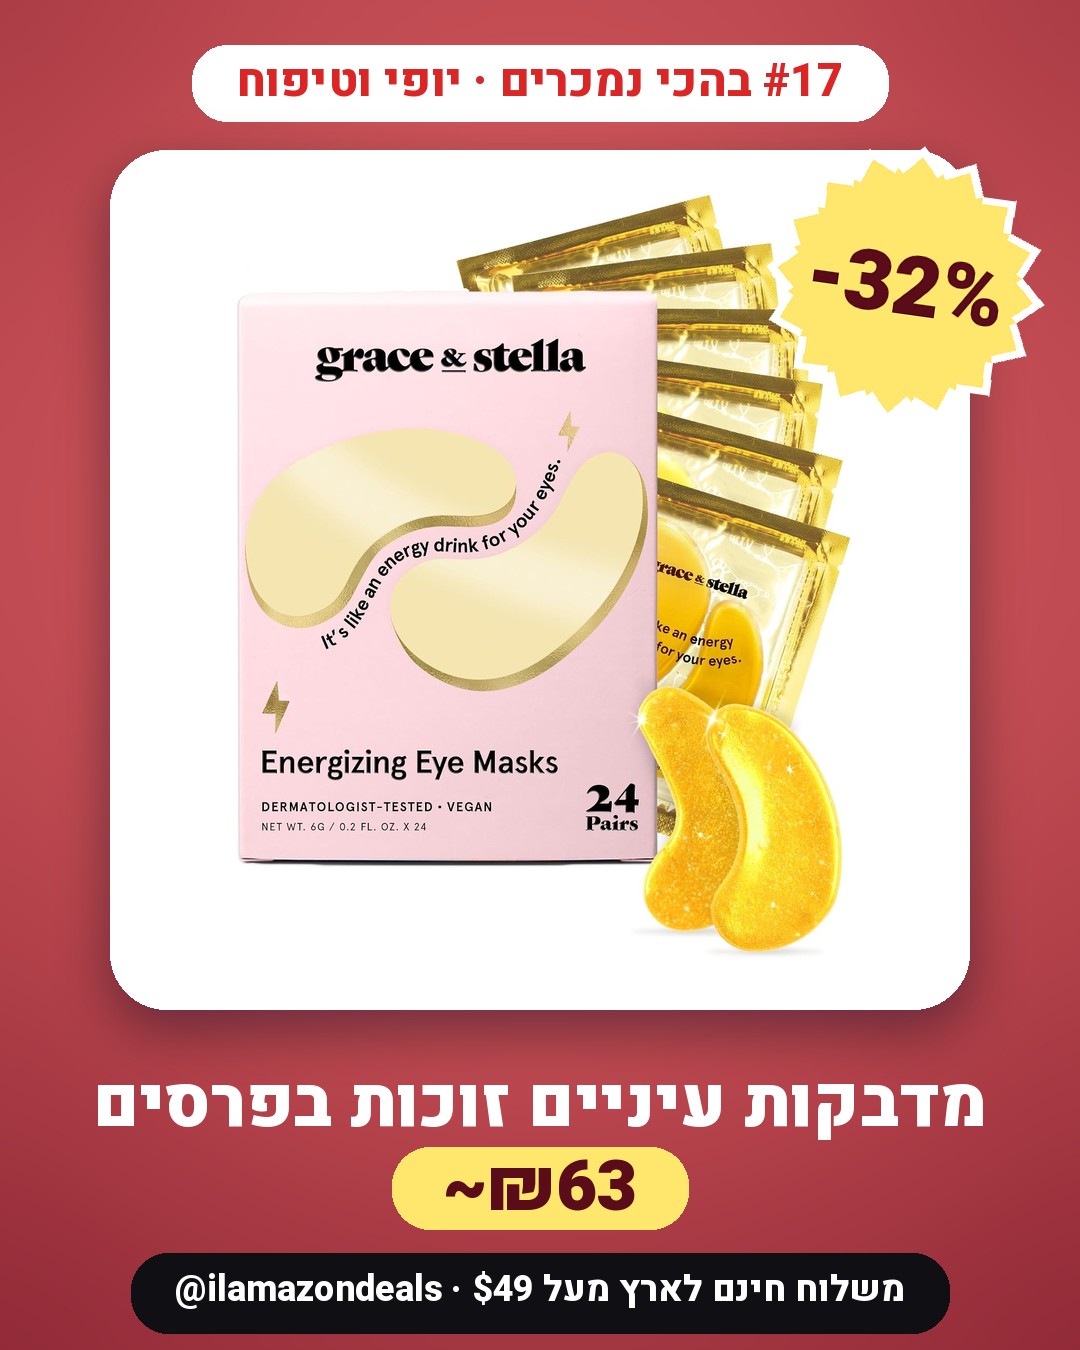 #17 בהכי נמכרים · יופי וטיפוח
-32%
grace & stella
It's like an energy drink for your eyes.
Energizing Eye Masks
DERMATOLOGIST-TESTED • VEGAN
NET WT. 6G / 0.2 FL. OZ. X 24
24
Pairs
grace & stella
ke an energy
for your eyes.
מדבקות עיניים זוכות בפרסים
~₪63
משלוח חינם לארץ מעל $49 · @ilamazondeals